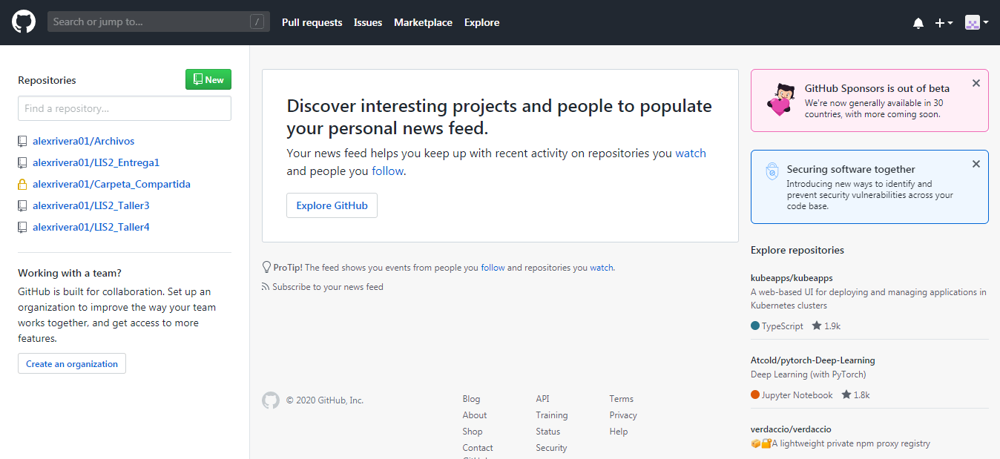 Search or jump to... /
Pull requests
Issues
Marketplace
Explore
Repositories
New
Find a repository...
alexrivera01/Archivos
alexrivera01/LIS2_Entrega1
alexrivera01/Carpeta_Compartida
alexrivera01/LIS2_Taller3
alexrivera01/LIS2_Taller4
Working with a team?
GitHub is built for collaboration. Set up an
organization to improve the way your team
works together, and get access to more
features.
Create an organization
Discover interesting projects and people to populate
your personal news feed.
Your news feed helps you keep up with recent activity on repositories you watch
and people you follow.
Explore GitHub
ProTip! The feed shows you events from people you follow and repositories you watch.
Subscribe to your news feed
© 2020 GitHub, Inc.
Blog
About
Shop
Contact
GitHub
API
Training
Status
Security
Terms
Privacy
Help
GitHub Sponsors is out of beta
We're now generally available in 30
countries, with more coming soon.
Securing software together
Introducing new ways to identify and
prevent security vulnerabilities across your
code base.
Explore repositories
kubeapps/kubeapps
A web-based UI for deploying and managing applications in
Kubernetes clusters
TypeScript 1.9k
Atcold/pytorch-Deep-Learning
Deep Learning (with PyTorch)
Jupyter Notebook 1.8k
verdaccio/verdaccio
📦🔐A lightweight private npm proxy registry